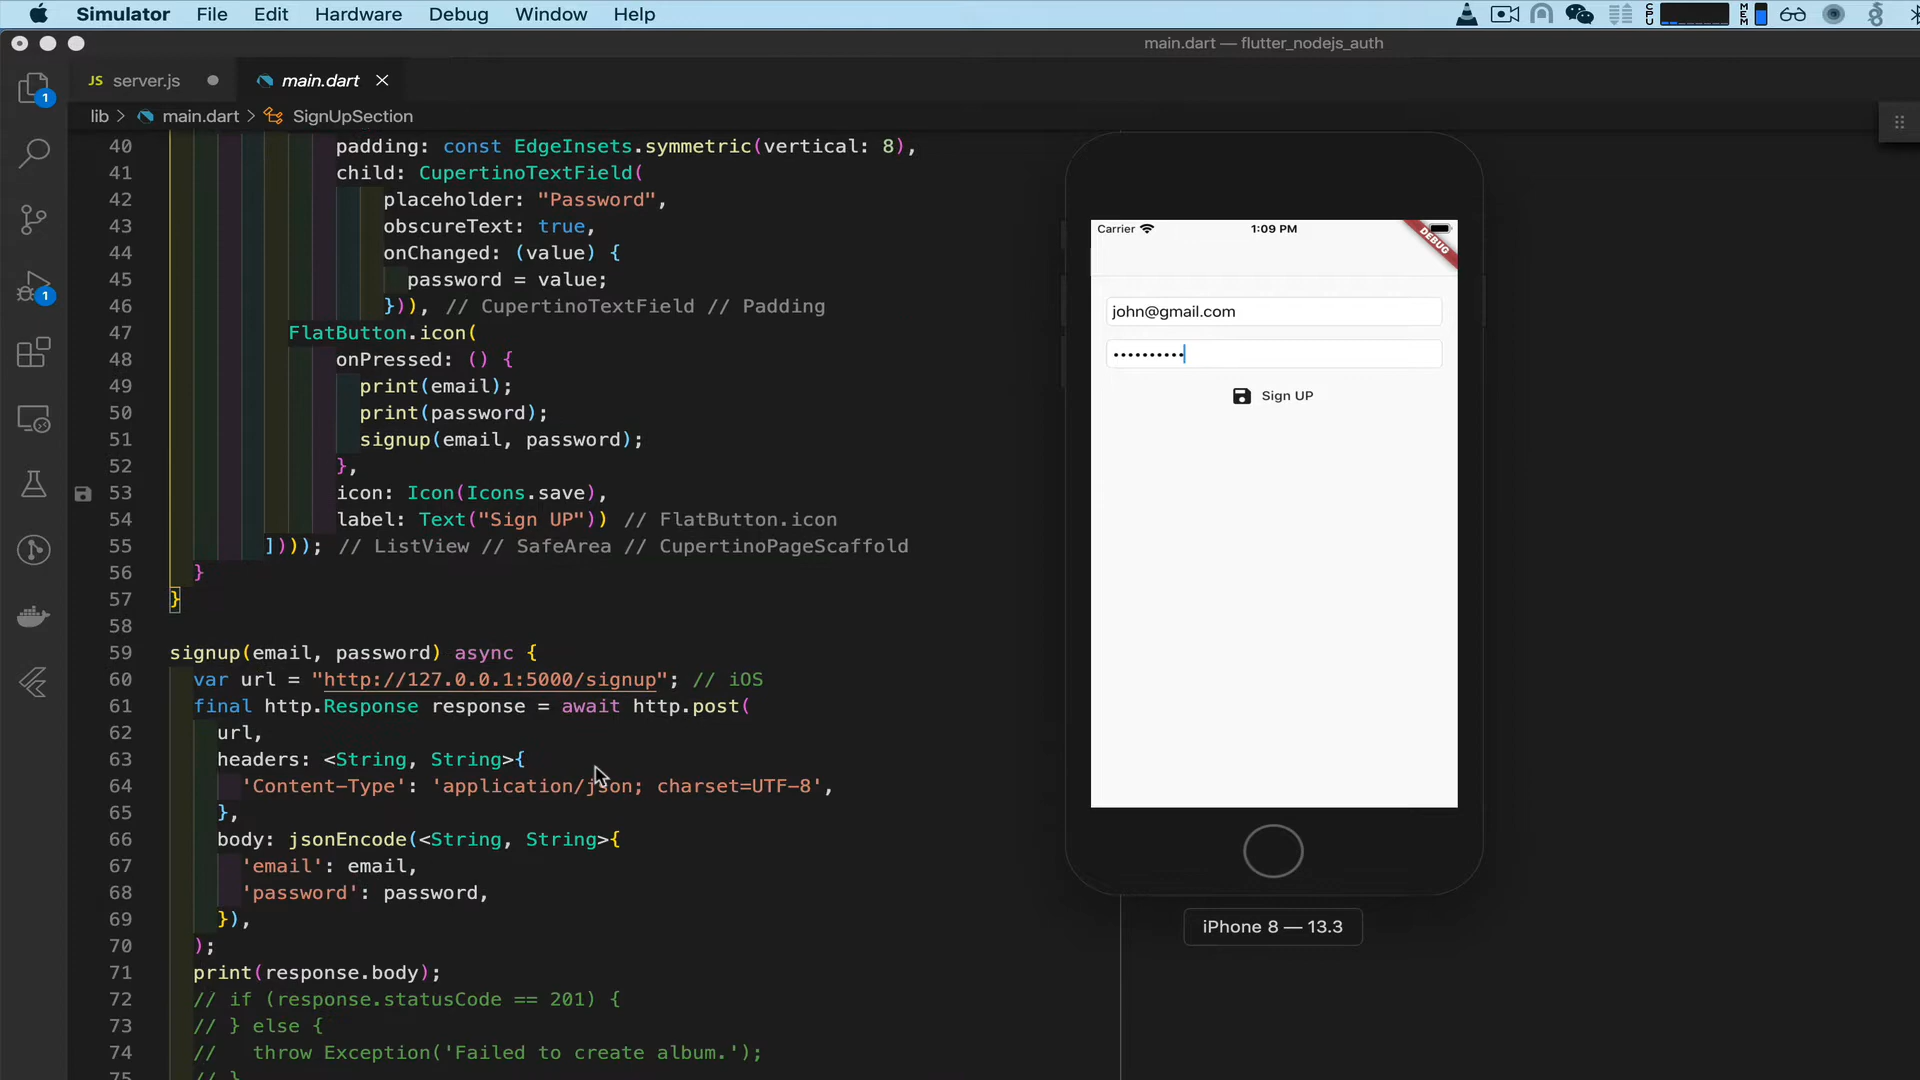 Simulator File Edit Hardware Debug Window Help
CPU
MEM
main.dart — flutter_nodejs_auth
JS server.js
main.dart
lib > main.dart > SignUpSection
40 padding: const EdgeInsets.symmetric(vertical: 8),
41 child: CupertinoTextField(
42 placeholder: "Password",
43 obscureText: true,
44 onChanged: (value) {
45 password = value;
46 })), // CupertinoTextField // Padding
47 FlatButton.icon(
48 onPressed: () {
49 print(email);
50 print(password);
51 signup(email, password);
52 },
53 icon: Icon(Icons.save),
54 label: Text("Sign UP")) // FlatButton.icon
55 ]))); // ListView // SafeArea // CupertinoPageScaffold
56 }
57 }
58
59 signup(email, password) async {
60 var url = "http://127.0.0.1:5000/signup"; // iOS
61 final http.Response response = await http.post(
62 url,
63 headers: <String, String>{
64 'Content-Type': 'application/json; charset=UTF-8',
65 },
66 body: jsonEncode(<String, String>{
67 'email': email,
68 'password': password,
69 }),
70 );
71 print(response.body);
72 // if (response.statusCode == 201) {
73 // } else {
74 // throw Exception('Failed to create album.');
75 // }
1
1
Carrier 1:09 PM
DEBUG
john@gmail.com
••••••••••
Sign UP
iPhone 8 — 13.3